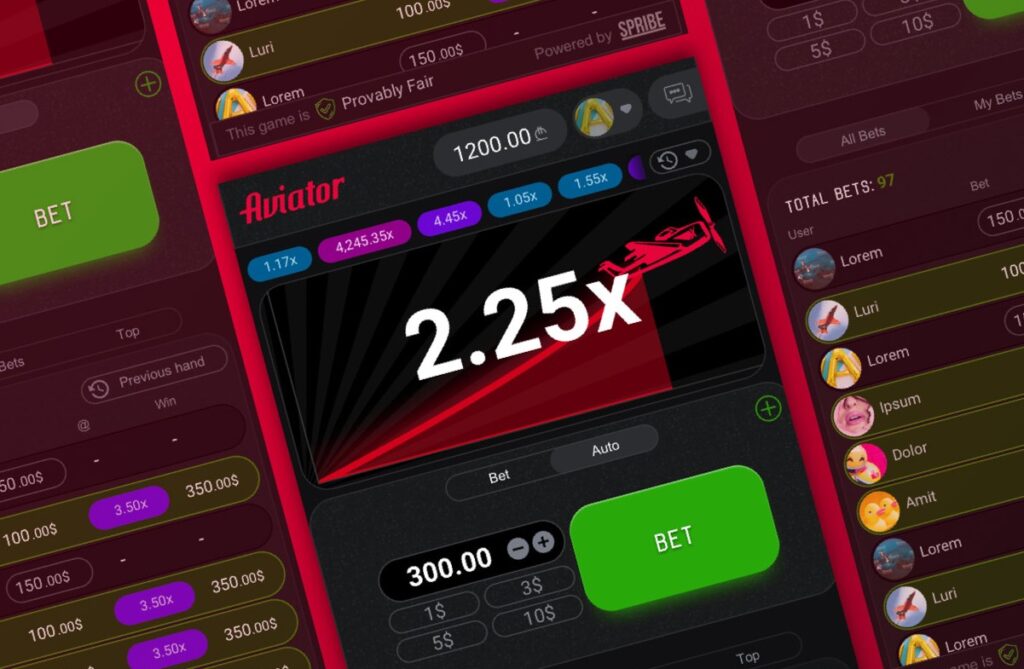 Lorem
100.00$
Luri
150.00$
-
Lorem
Powered by SPRIBE
This game is Provably Fair
BET
Bets
Top
Previous hand
@
Win
50.00$
-
-
100.00$
3.50x
350.00$
150.00$
-
-
100.00$
3.50x
350.00$
3.50x
350.00$
1200.00
Aviator
1.17x
4,245.35x
4.45x
1.05x
1.55x
2.25x
Bet
Auto
300.00
1$
3$
5$
10$
BET
Top
1$
5$
10$
All Bets
My Bets
TOTAL BETS: 97
User
Bet
Lorem
150.0
Luri
100
Lorem
Ipsum
Dolor
Amit
Lorem
Luri
Lorem
game is